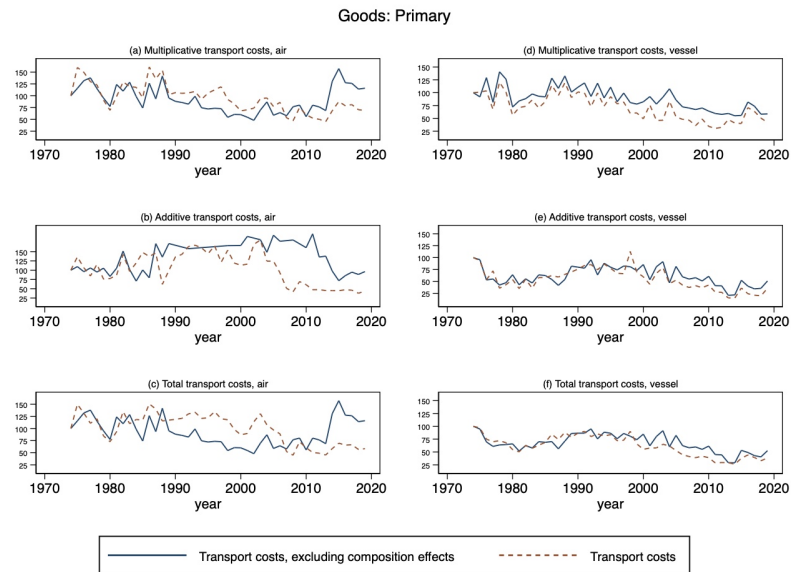 Goods: Primary
(a) Multiplicative transport costs, air
150
125
100
75
50
25
1970 1980 1990 2000 2010 2020
year
(d) Multiplicative transport costs, vessel
150
125
100
75
50
25
1970 1980 1990 2000 2010 2020
year
(b) Additive transport costs, air
150
125
100
75
50
25
1970 1980 1990 2000 2010 2020
year
(e) Additive transport costs, vessel
150
125
100
75
50
25
1970 1980 1990 2000 2010 2020
year
(c) Total transport costs, air
150
125
100
75
50
25
1970 1980 1990 2000 2010 2020
year
(f) Total transport costs, vessel
150
125
100
75
50
25
1970 1980 1990 2000 2010 2020
year
Transport costs, excluding composition effects
Transport costs